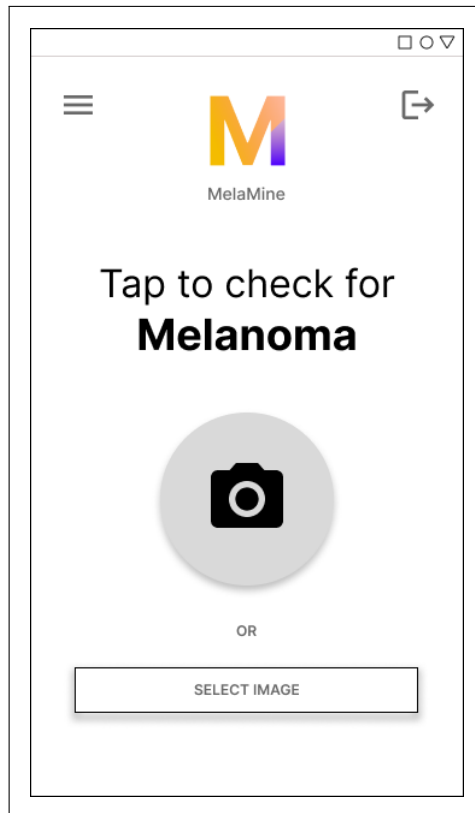 M
MelaMine
Tap to check for
Melanoma
OR
SELECT IMAGE